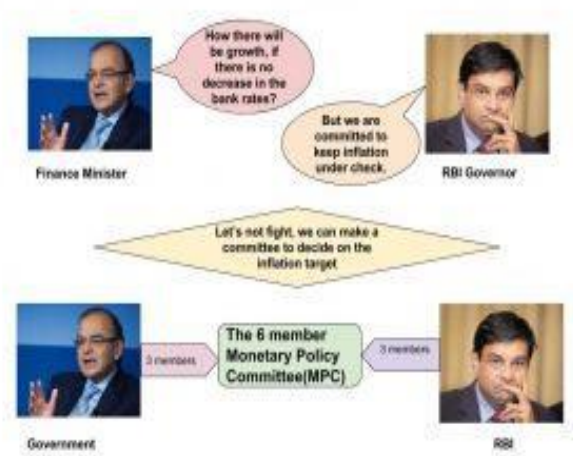 How there will
be growth, if
there is no
decrease in the
bank rates?
But we are
committed to
keep inflation
under check.
Finance Minister
RBI Governor
Let's not fight, we can make a
committee to decide on the
inflation target
3 members
The 6 member
Monetary Policy
Committee(MPC)
3 members
Government
RBI